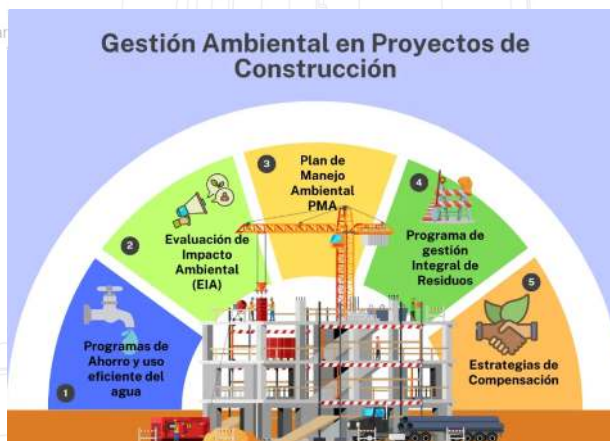 Gestión Ambiental en Proyectos de
Construcción
1
Programas de
Ahorro y uso
eficiente del
agua
2
Evaluación de
Impacto
Ambiental
(EIA)
3
Plan de
Manejo
Ambiental
PMA
4
Programa de
gestión
Integral de
Residuos
5
Estrategias de
Compensación